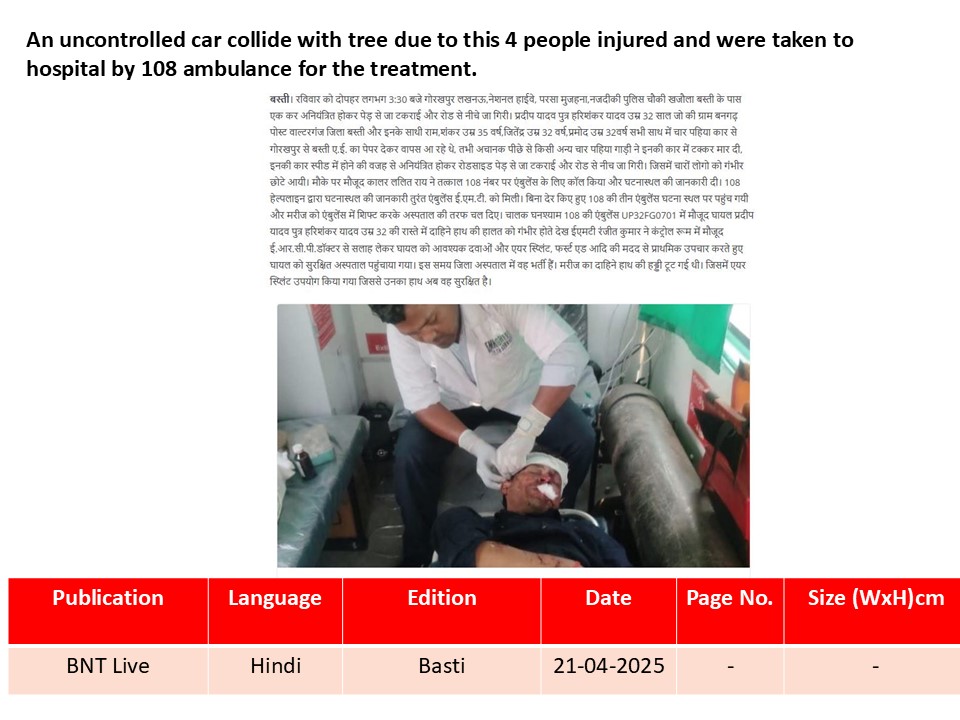 An uncontrolled car collide with tree due to this 4 people injured and were taken to
hospital by 108 ambulance for the treatment.
बस्ती। रविवार को दोपहर लगभग 3:30 बजे गोरखपुर लखनऊ,नेशनल हाईवे, परसा मुजहना,नजदीकी पुलिस चौकी खजौला बस्ती के पास
एक कर अनियंत्रित होकर पेड़ से जा टकराई और रोड से नीचे जा गिरी। प्रदीप यादव पुत्र हरिशंकर यादव उम्र 32 साल जो की ग्राम बनगढ़
पोस्ट वाल्टरगंज जिला बस्ती और इनके साथी राम,शंकर उम्र 35 वर्ष,जितेंद्र उम्र 32 वर्ष,प्रमोद उम्र 32वर्ष सभी साथ में चार पहिया कार से
गोरखपुर से बस्ती ए.ई. का पेपर देकर वापस आ रहे थे, तभी अचानक पीछे से किसी अन्य चार पहिया गाड़ी ने इनकी कार में टक्कर मार दी,
इनकी कार स्पीड में होने की वजह से अनियंत्रित होकर रोडसाइड पेड़ से जा टकराई और रोड से नीच जा गिरी। जिसमें चारों लोगो को गंभीर
छोटे आयी। मौके पर मौजूद कालर ललित राय ने तत्काल 108 नंबर पर एंबुलेंस के लिए कॉल किया और घटनास्थल की जानकारी दी। 108
हेल्पलाइन द्वारा घटनास्थल की जानकारी तुरंत एंबुलेंस ई.एम.टी. को मिली। बिना देर किए हुए 108 की तीन एंबुलेंस घटना स्थल पर पहुंच गयी
और मरीज को एंबुलेंस में शिफ्ट करके अस्पताल की तरफ चल दिए। चालक घनश्याम 108 की एंबुलेंस UP32FG0701 में मौजूद घायल प्रदीप
यादव पुत्र हरिशंकर यादव उम्र 32 की रास्ते में दाहिने हाथ की हालत को गंभीर होते देख ईएमटी रंजीत कुमार ने कंट्रोल रूम में मौजूद
ई.आर.सी.पी.डॉक्टर से सलाह लेकर घायल को आवश्यक दवाओं और एयर स्प्लिंट, फर्स्ट एड आदि की मदद से प्राथमिक उपचार करते हुए
घायल को सुरक्षित अस्पताल पहुंचाया गया। इस समय जिला अस्पताल में वह भर्ती हैं। मरीज का दाहिने हाथ की हड्डी टूट गई थी। जिसमें एयर
स्प्लिंट उपयोग किया गया जिससे उनका हाथ अब वह सुरक्षित है।
Publication Language Edition Date Page No. Size (WxH)cm
BNT Live Hindi Basti 21-04-2025 - -